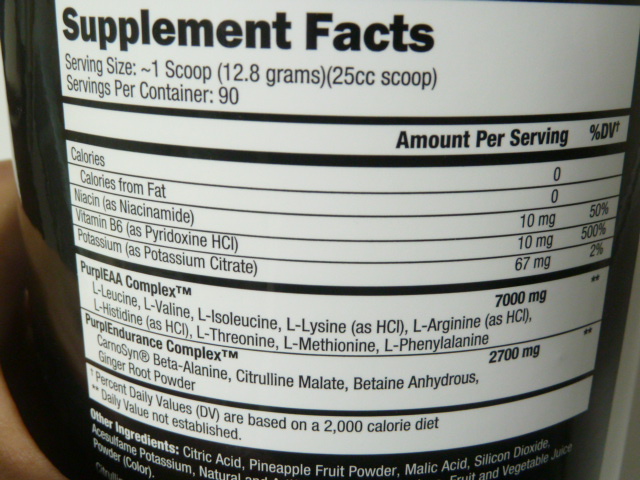 Supplement Facts
Serving Size: ~1 Scoop (12.8 grams)(25cc scoop)
Servings Per Container: 90
Amount Per Serving %DV†
Calories 0
Calories from Fat 0
Niacin (as Niacinamide) 10 mg 50%
Vitamin B6 (as Pyridoxine HCI) 10 mg 500%
Potassium (as Potassium Citrate) 67 mg 2%
PurplEAA Complex™ 7000 mg **
L-Leucine, L-Valine, L-Isoleucine, L-Lysine (as HCI), L-Arginine (as HCI),
L-Histidine (as HCI), L-Threonine, L-Methionine, L-Phenylalanine
PurplEndurance Complex™ 2700 mg **
CarnoSyn® Beta-Alanine, Citrulline Malate, Betaine Anhydrous,
Ginger Root Powder
† Percent Daily Values (DV) are based on a 2,000 calorie diet
** Daily Value not established.
Other Ingredients: Citric Acid, Pineapple Fruit Powder, Malic Acid, Silicon Dioxide,
Acesulfame Potassium, Natural and Fruit and Vegetable Juice
Powder (Color).